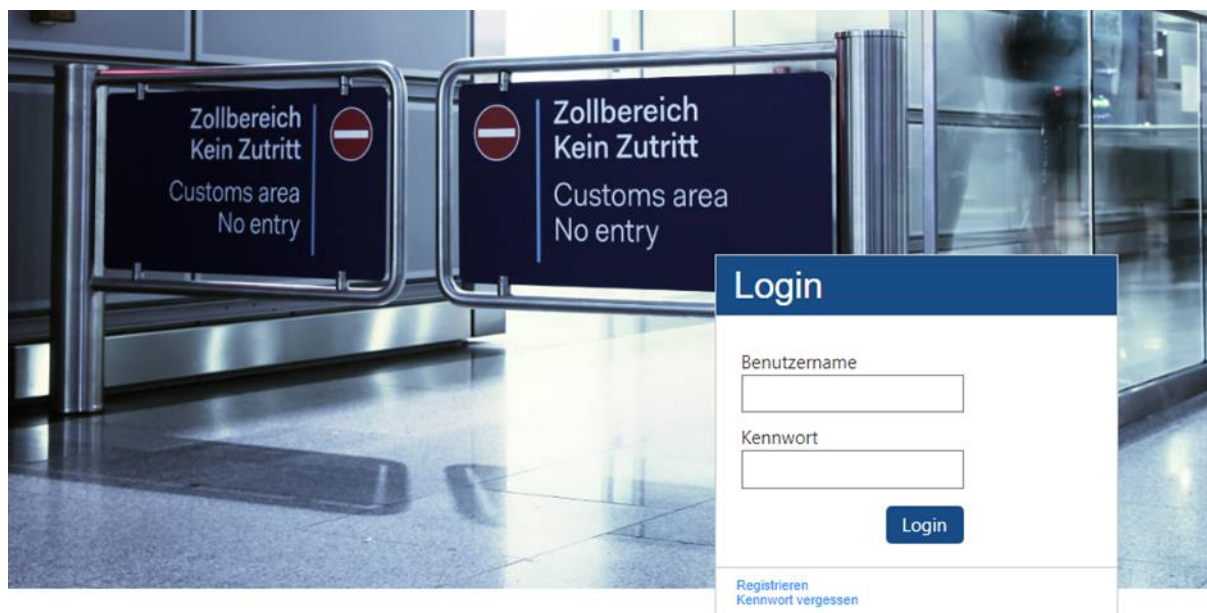 Zollbereich
Kein Zutritt
Customs area
No entry
Zollbereich
Kein Zutritt
Customs area
No entry
Login
Benutzername
Kennwort
Login
Registrieren
Kennwort vergessen